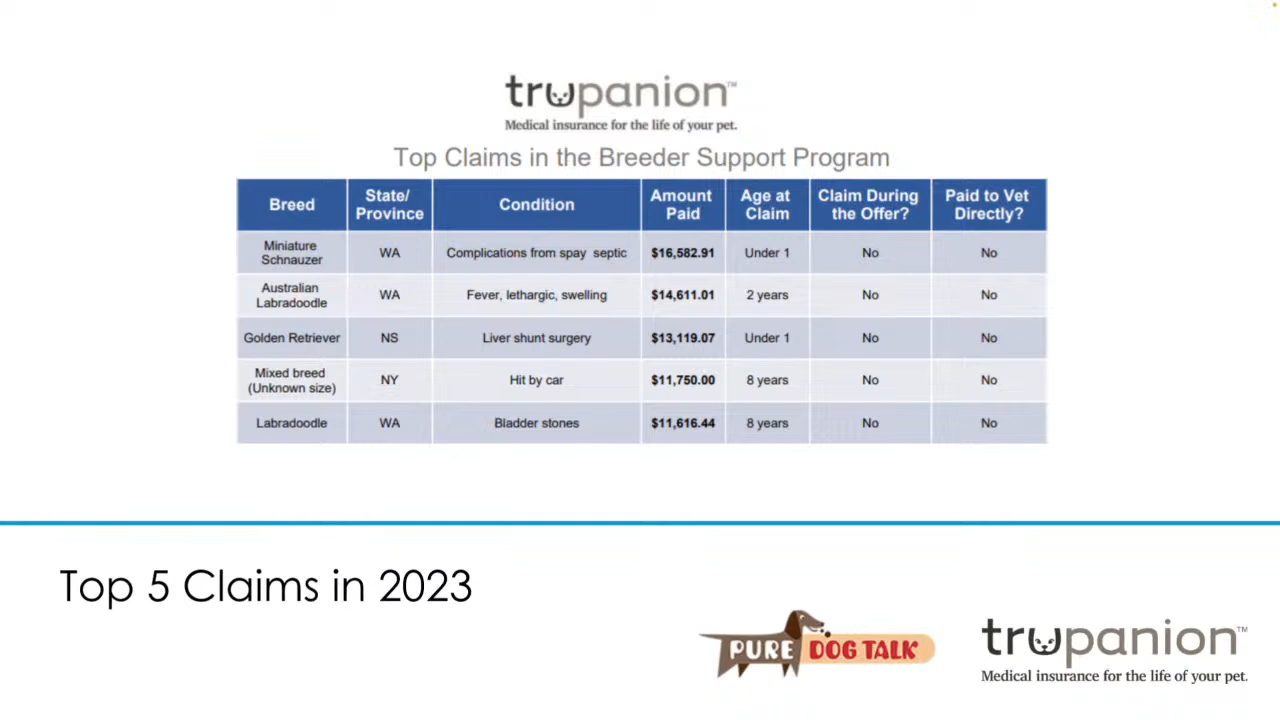 trupanion™
Medical insurance for the life of your pet.
Top Claims in the Breeder Support Program
Breed State/ Province Condition Amount Paid Age at Claim Claim During the Offer? Paid to Vet Directly?
Miniature Schnauzer WA Complications from spay septic $16,582.91 Under 1 No No
Australian Labradoodle WA Fever, lethargic, swelling $14,611.01 2 years No No
Golden Retriever NS Liver shunt surgery $13,119.07 Under 1 No No
Mixed breed (Unknown size) NY Hit by car $11,750.00 8 years No No
Labradoodle WA Bladder stones $11,616.44 8 years No No
Top 5 Claims in 2023
PURE DOG TALK
trupanion™
Medical insurance for the life of your pet.